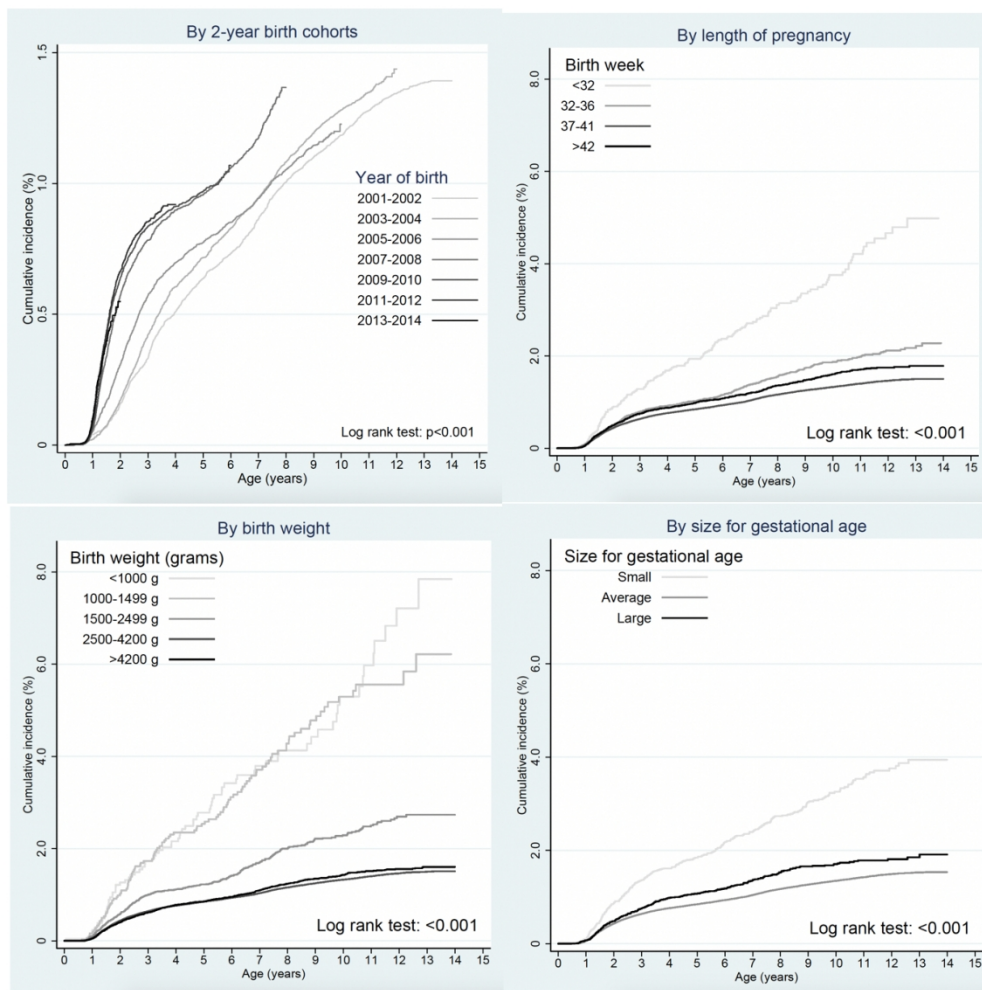 By 2-year birth cohorts
1.5
1.0
0.5
0
Cumulative incidence (%)
Year of birth
2001-2002
2003-2004
2005-2006
2007-2008
2009-2010
2011-2012
2013-2014
Log rank test: p<0.001
0 1 2 3 4 5 6 7 8 9 10 11 12 13 14 15
Age (years)
By length of pregnancy
8.0
6.0
4.0
2.0
0
Cumulative incidence (%)
Birth week
<32
32-36
37-41
>42
Log rank test: <0.001
0 1 2 3 4 5 6 7 8 9 10 11 12 13 14 15
Age (years)
By birth weight
8.0
6.0
4.0
2.0
0
Cumulative incidence (%)
Birth weight (grams)
<1000 g
1000-1499 g
1500-2499 g
2500-4200 g
>4200 g
Log rank test: <0.001
0 1 2 3 4 5 6 7 8 9 10 11 12 13 14 15
Age (years)
By size for gestational age
8.0
6.0
4.0
2.0
0
Cumulative incidence (%)
Size for gestational age
Small
Average
Large
Log rank test: <0.001
0 1 2 3 4 5 6 7 8 9 10 11 12 13 14 15
Age (years)